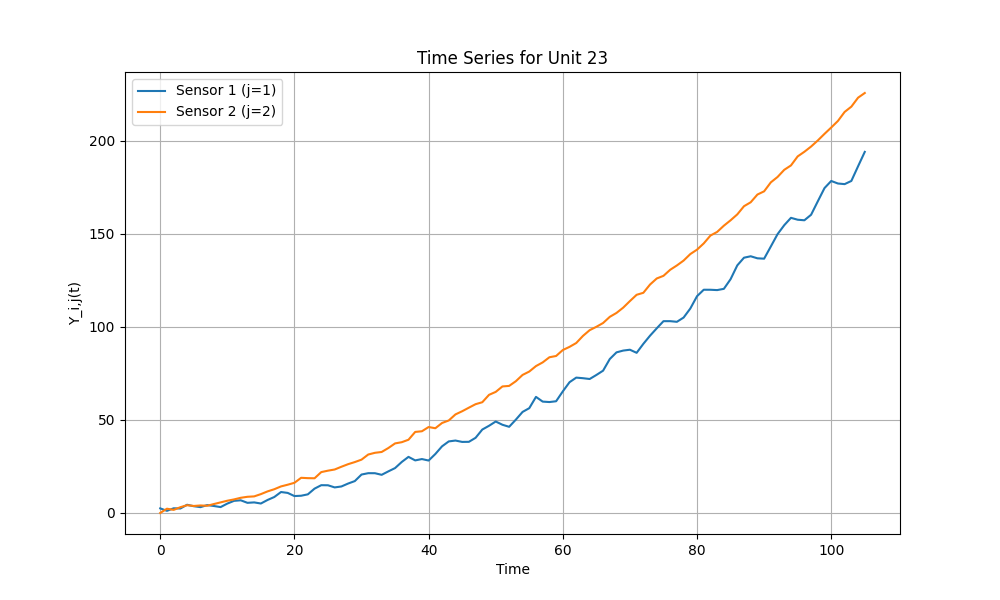 Time Series for Unit 23
Sensor 1 (j=1)
Sensor 2 (j=2)
Y_i,j(t)
200
150
100
50
0
0 20 40 60 80 100
Time